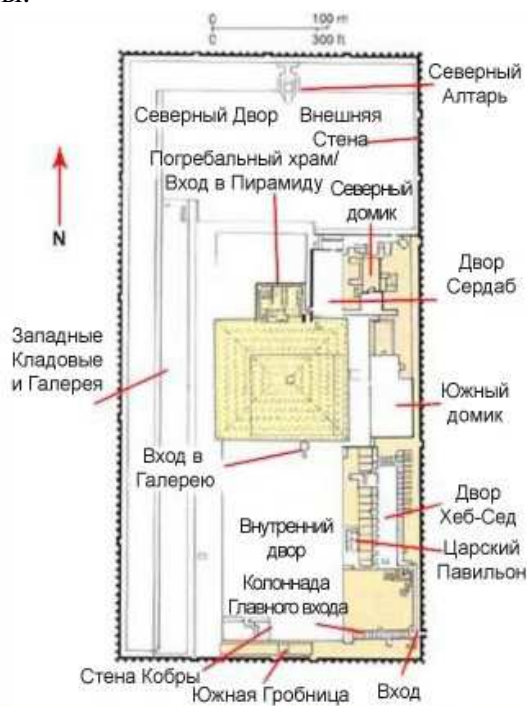 ы.
0 100 m
0 300 ft
Северный
Алтарь
Северный Двор
Внешняя
Стена
Погребальный храм/
Вход в Пирамиду
Северный
домик
N
Двор
Сердаб
Западные
Кладовые
и Галерея
Южный
домик
Вход в
Галерею
Двор
Хеб-Сед
Внутренний
двор
Царский
Павильон
Колоннада
Главного входа
Стена Кобры
Южная Гробница
Вход